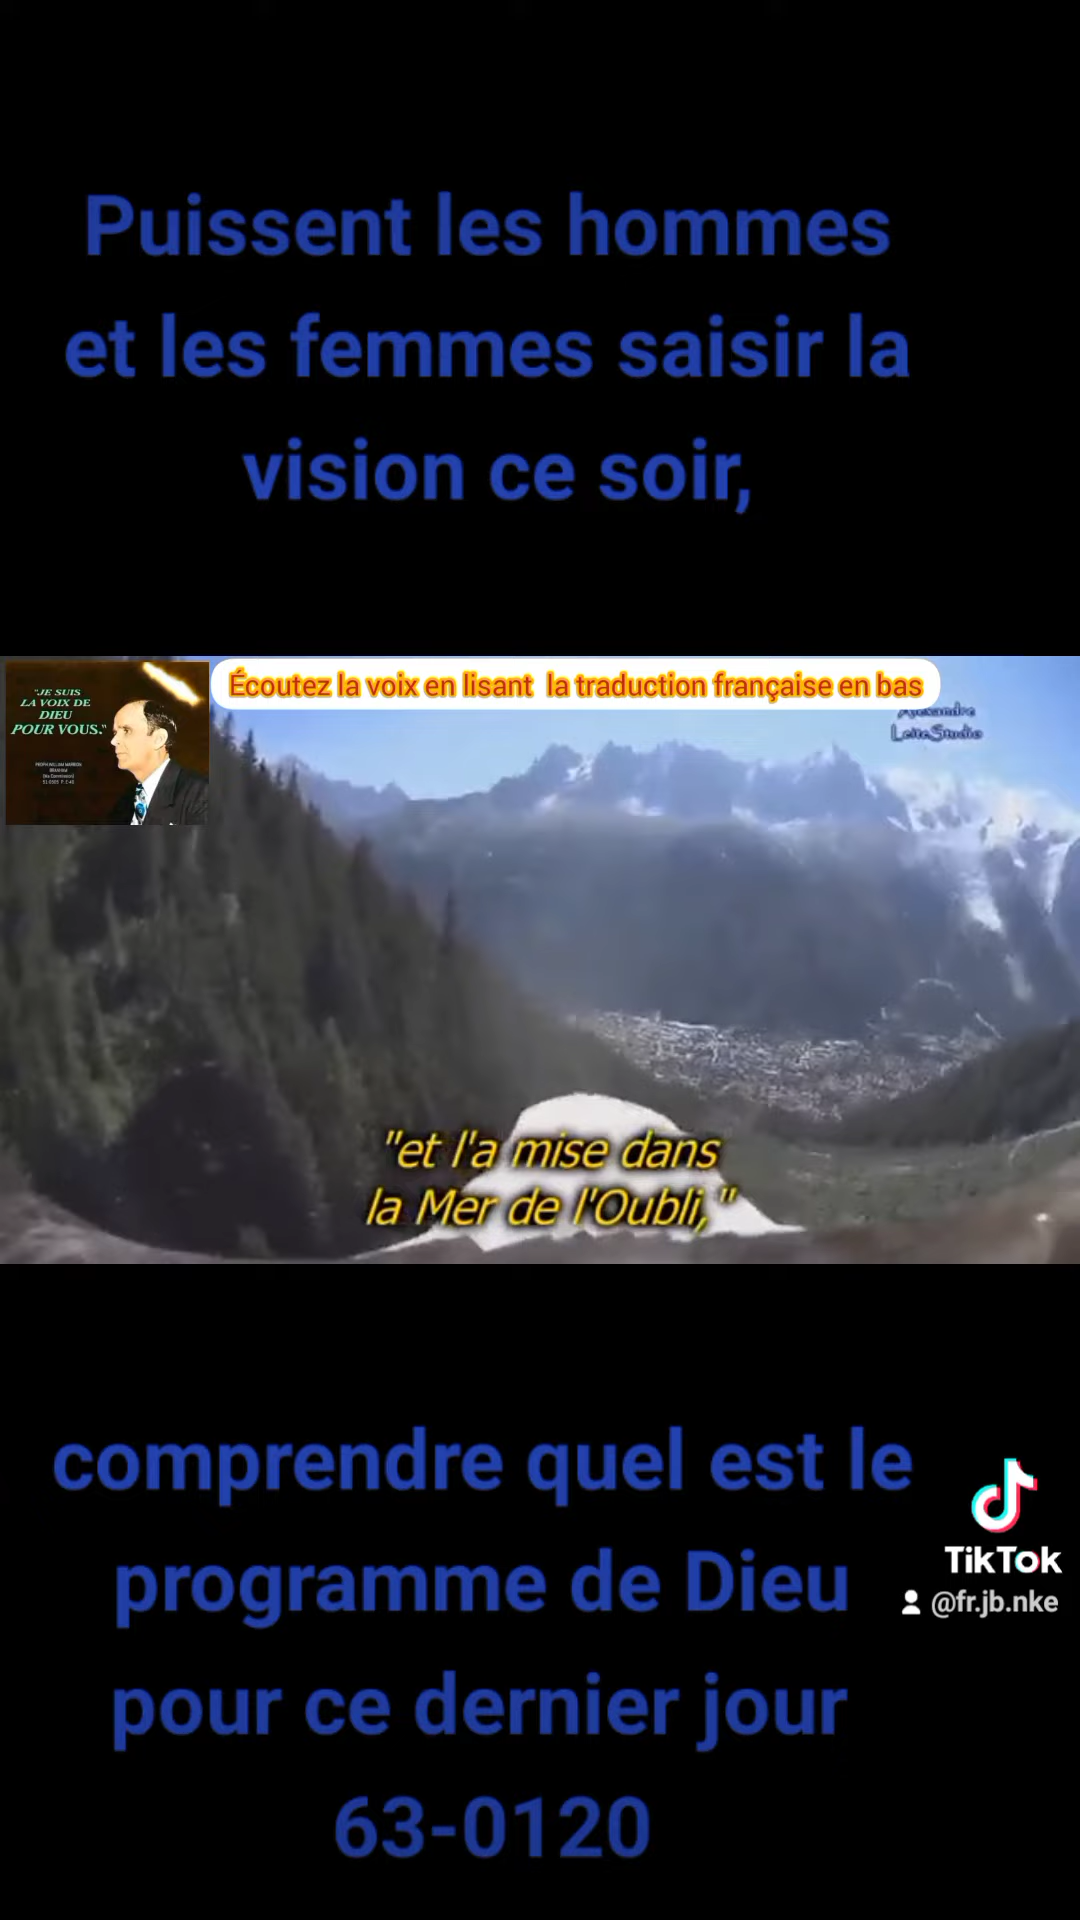 Puissent les hommes
et les femmes saisir la
vision ce soir,
Écoutez la voix en lisant la traduction française en bas
"JE SUIS
LA VOIX DE
DIEU
POUR VOUS."
Alexandre
LeiteStudio
"et l'a mise dans
la Mer de l'Oubli,"
comprendre quel est le
programme de Dieu
pour ce dernier jour
63-0120
TikTok
@fr.jb.nke